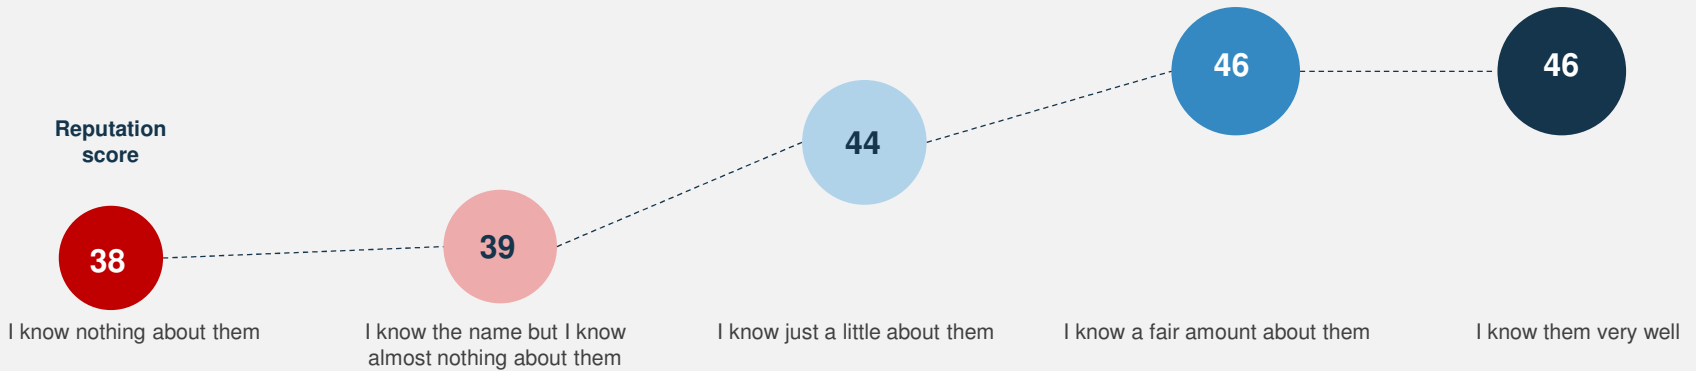 Reputation
score
38
39
44
46
46
I know nothing about them
I know the name but I know
almost nothing about them
I know just a little about them
I know a fair amount about them
I know them very well